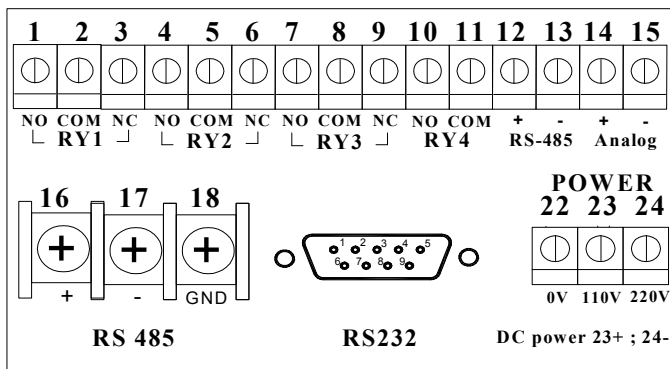 1 2 3 4 5 6 7 8 9 10 11 12 13 14 15
NO COM NC NO COM NC NO COM NC NO COM + - + -
RY1 RY2 RY3 RY4 RS-485 Analog
16 17 18
+ - GND
RS 485
1 2 3 4 5
6 7 8 9
RS232
POWER
22 23 24
0V 110V 220V
DC power 23+ ; 24-